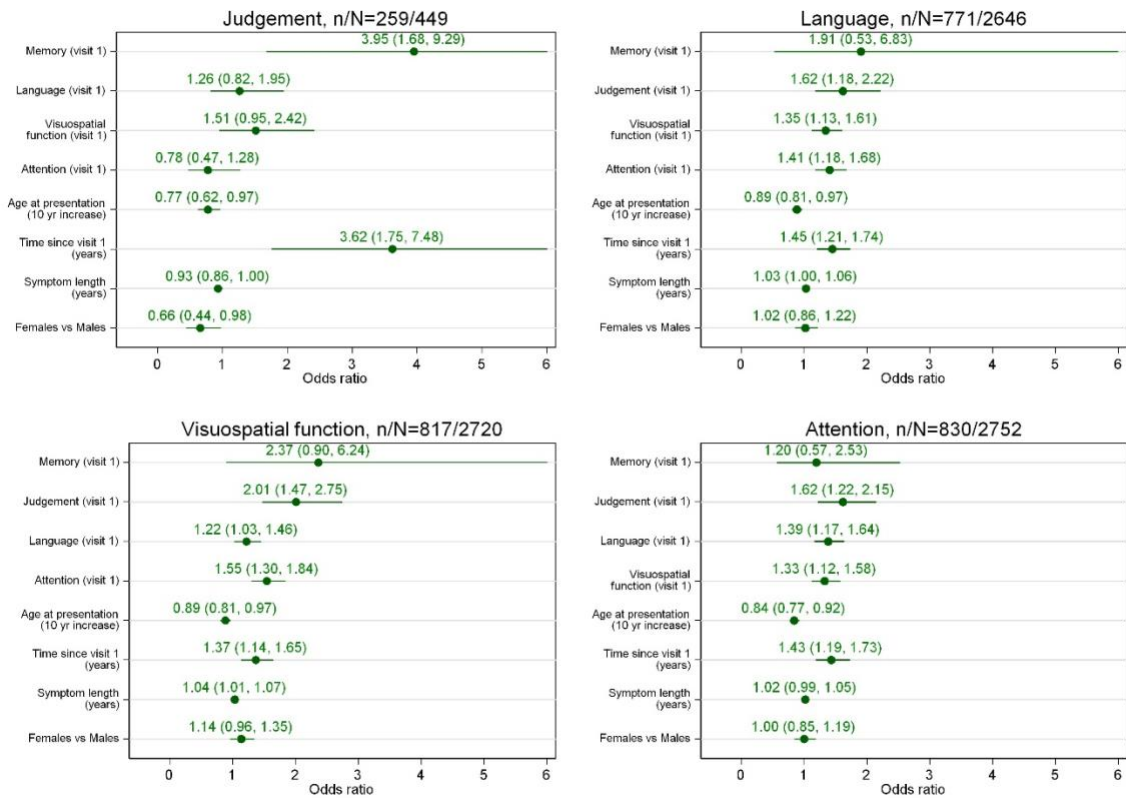 Judgement, n/N=259/449
Memory (visit 1)
3.95 (1.68, 9.29)
Language (visit 1)
1.26 (0.82, 1.95)
Visuospatial
function (visit 1)
1.51 (0.95, 2.42)
Attention (visit 1)
0.78 (0.47, 1.28)
Age at presentation
(10 yr increase)
0.77 (0.62, 0.97)
Time since visit 1
(years)
3.62 (1.75, 7.48)
Symptom length
(years)
0.93 (0.86, 1.00)
Females vs Males
0.66 (0.44, 0.98)
0 1 2 3 4 5 6
Odds ratio
Language, n/N=771/2646
Memory (visit 1)
1.91 (0.53, 6.83)
Judgement (visit 1)
1.62 (1.18, 2.22)
Visuospatial
function (visit 1)
1.35 (1.13, 1.61)
Attention (visit 1)
1.41 (1.18, 1.68)
Age at presentation
(10 yr increase)
0.89 (0.81, 0.97)
Time since visit 1
(years)
1.45 (1.21, 1.74)
Symptom length
(years)
1.03 (1.00, 1.06)
Females vs Males
1.02 (0.86, 1.22)
0 1 2 3 4 5 6
Odds ratio
Visuospatial function, n/N=817/2720
Memory (visit 1)
2.37 (0.90, 6.24)
Judgement (visit 1)
2.01 (1.47, 2.75)
Language (visit 1)
1.22 (1.03, 1.46)
Attention (visit 1)
1.55 (1.30, 1.84)
Age at presentation
(10 yr increase)
0.89 (0.81, 0.97)
Time since visit 1
(years)
1.37 (1.14, 1.65)
Symptom length
(years)
1.04 (1.01, 1.07)
Females vs Males
1.14 (0.96, 1.35)
0 1 2 3 4 5 6
Odds ratio
Attention, n/N=830/2752
Memory (visit 1)
1.20 (0.57, 2.53)
Judgement (visit 1)
1.62 (1.22, 2.15)
Language (visit 1)
1.39 (1.17, 1.64)
Visuospatial
function (visit 1)
1.33 (1.12, 1.58)
Age at presentation
(10 yr increase)
0.84 (0.77, 0.92)
Time since visit 1
(years)
1.43 (1.19, 1.73)
Symptom length
(years)
1.02 (0.99, 1.05)
Females vs Males
1.00 (0.85, 1.19)
0 1 2 3 4 5 6
Odds ratio